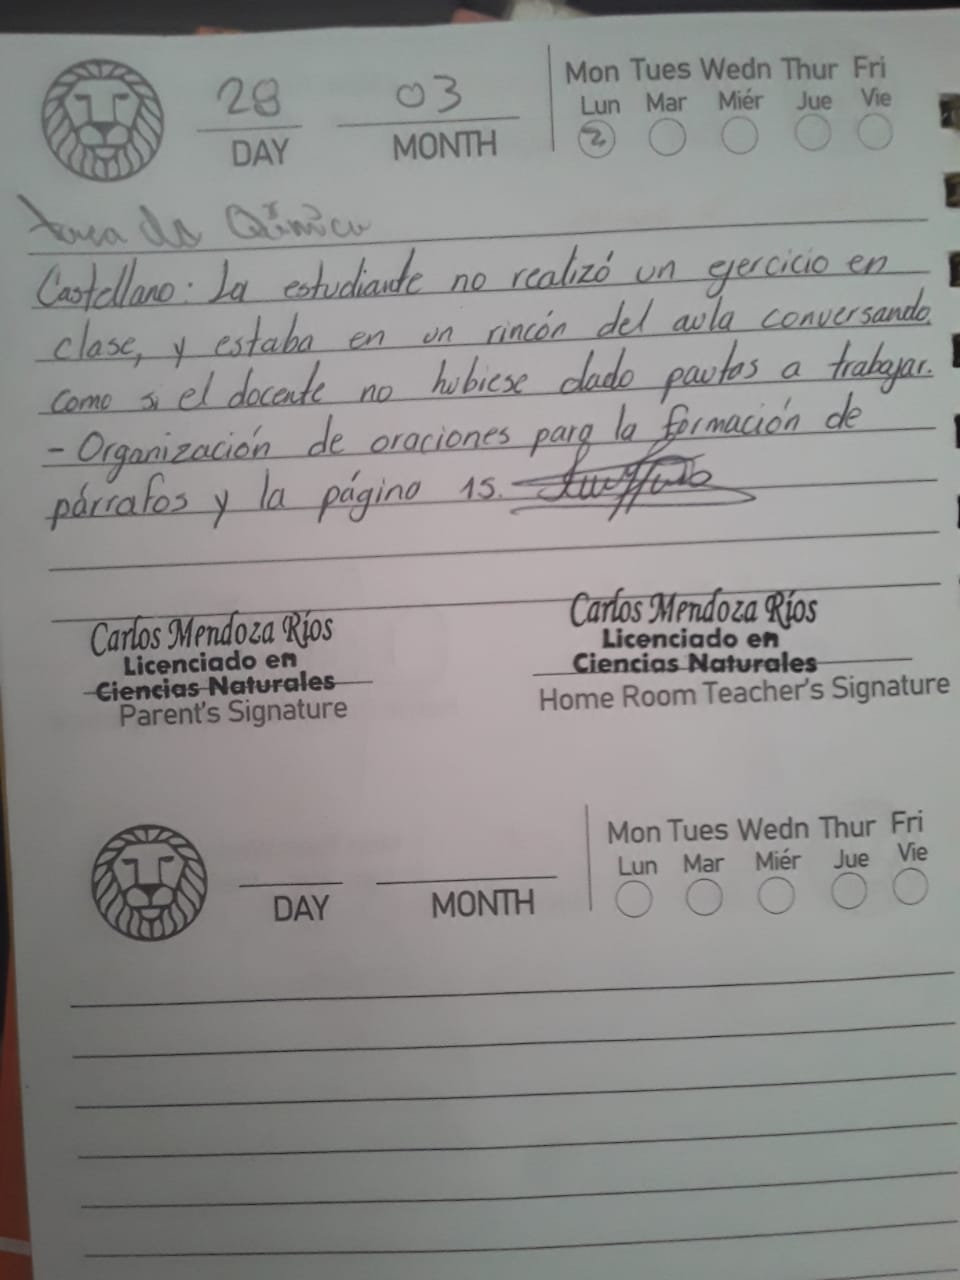 28 03
DAY MONTH
Mon Tues Wedn Thur Fri
Lun Mar Miér Jue Vie
tarea de Química
Castellano: La estudiante no realizó un ejercicio en
clase, y estaba en un rincón del aula conversando
como si el docente no hubiese dado pautas a trabajar.
- Organización de oraciones para la formación de
párrafos y la página 15.
Carlos Mendoza Ríos
Licenciado en
Ciencias Naturales
Parent's Signature
Carlos Mendoza Ríos
Licenciado en
Ciencias Naturales
Home Room Teacher's Signature
DAY MONTH
Mon Tues Wedn Thur Fri
Lun Mar Miér Jue Vie